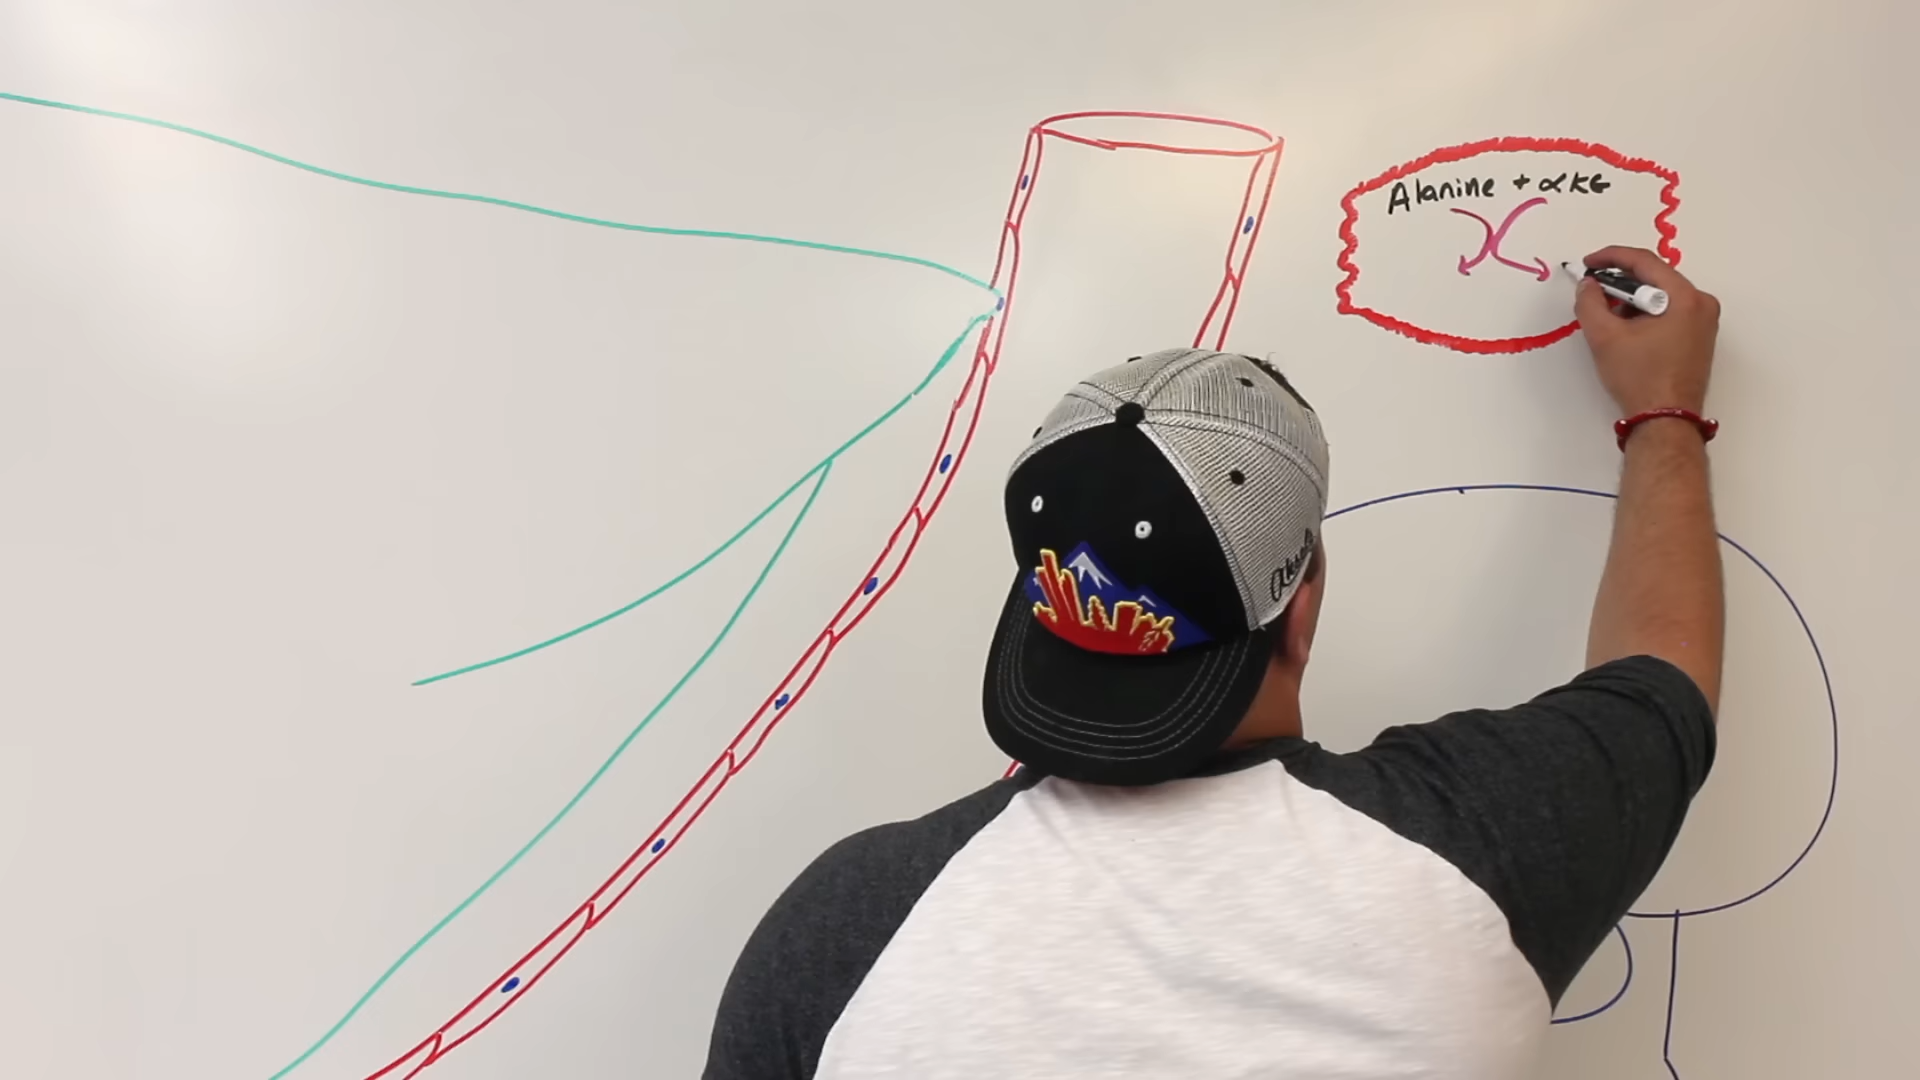 Alanine + αKG